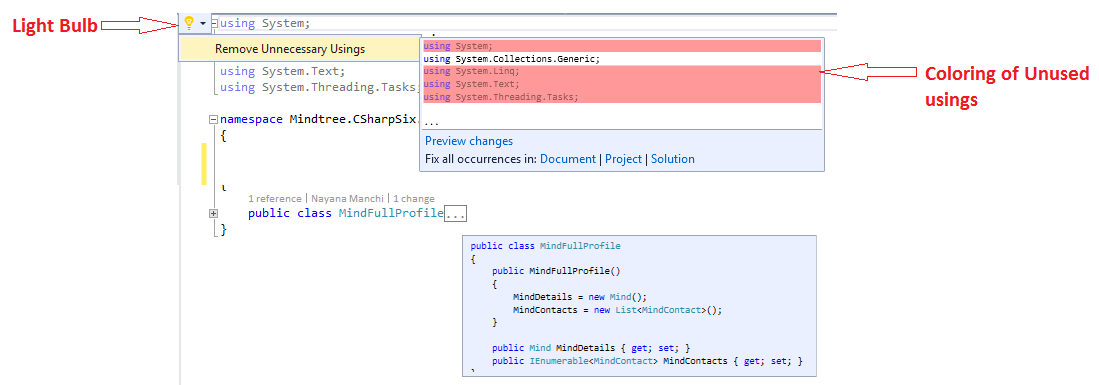 Light Bulb
using System;
Remove Unnecessary Usings
using System;
using System.Collections.Generic;
using System.Linq;
using System.Text;
using System.Threading.Tasks;
...
Preview changes
Fix all occurrences in: Document | Project | Solution
Coloring of Unused
usings
using System.Text;
using System.Threading.Tasks;
namespace Mindtree.CSharpSix.
{
1 reference | Nayana Manchi | 1 change
public class MindFullProfile...
}
public class MindFullProfile
{
public MindFullProfile()
{
MindDetails = new Mind();
MindContacts = new List<MindContact>();
}
public Mind MindDetails { get; set; }
public IEnumerable<MindContact> MindContacts { get; set; }